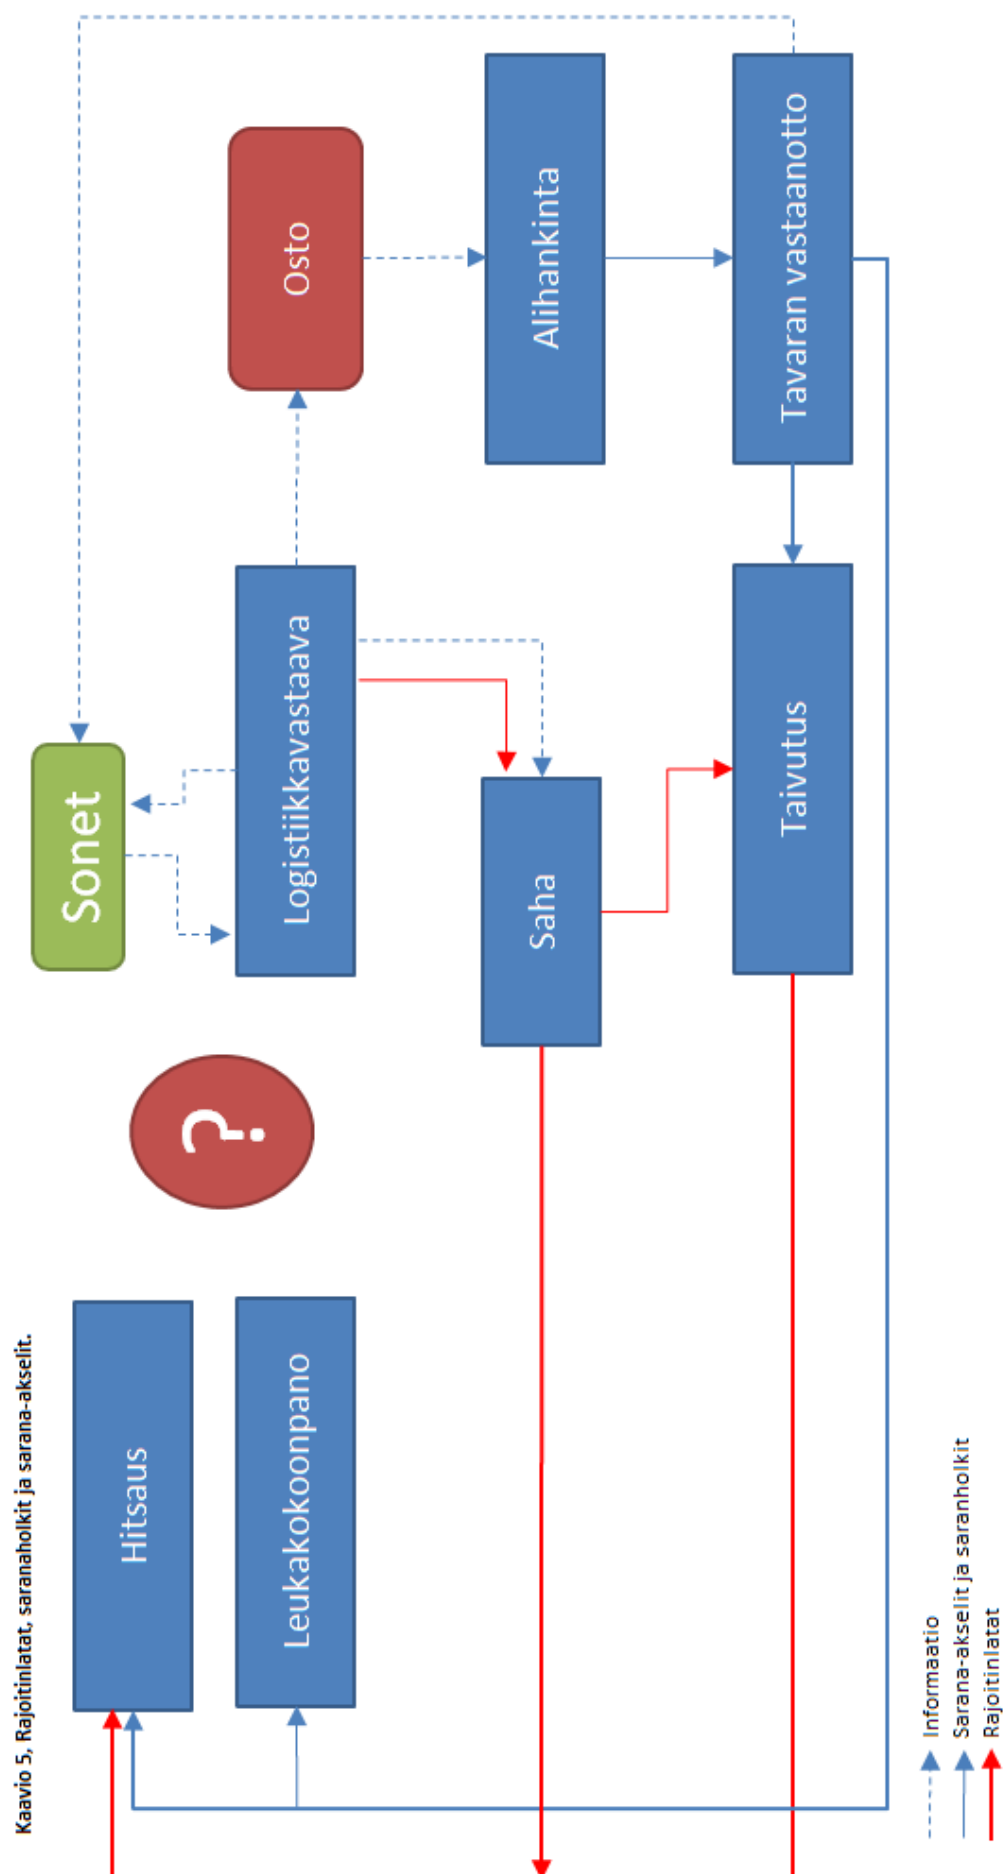 Kaavio 5, Rajoitinlatat, saranaholkit ja sarana-akselit.
Hitsaus
Leukakokoonpano
?
Sonet
Logistiikkavastaava
Osto
Saha
Alihankinta
Taivutus
Tavaran vastaanotto
Informaatio
Sarana-akselit ja saranholkit
Rajoitinlatat